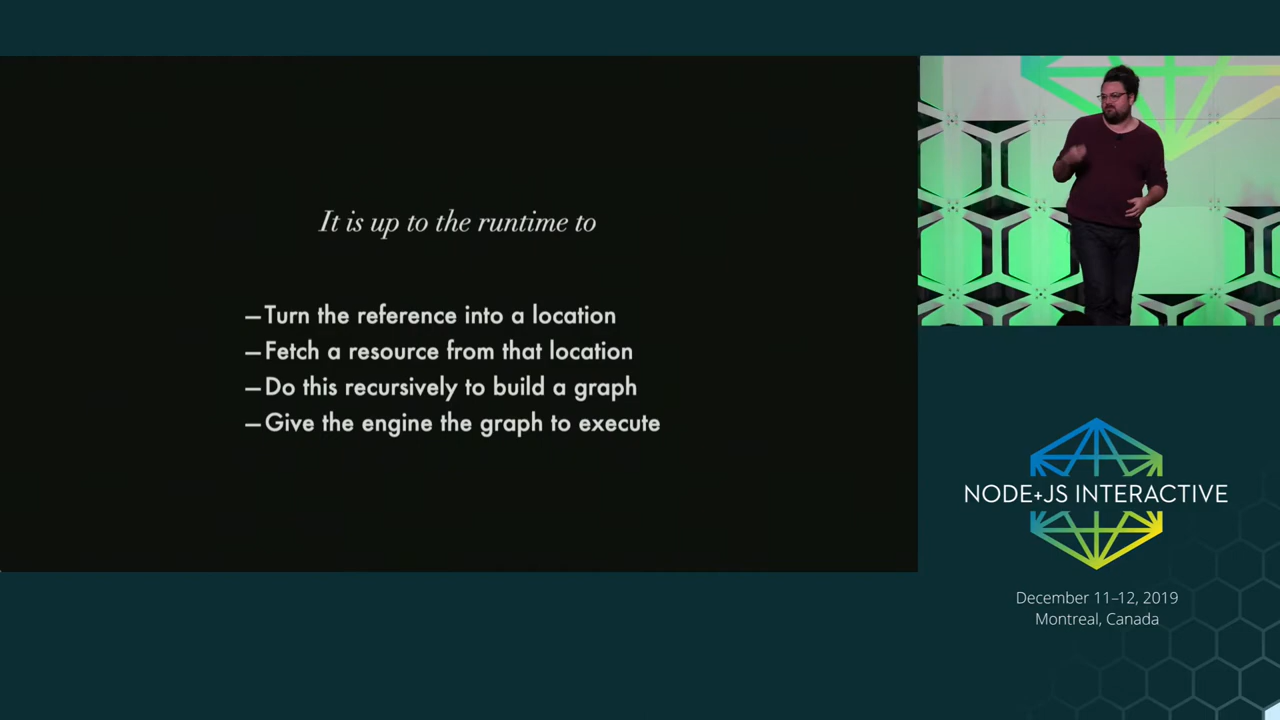 It is up to the runtime to
—Turn the reference into a location
—Fetch a resource from that location
—Do this recursively to build a graph
—Give the engine the graph to execute
NODE+JS INTERACTIVE
December 11–12, 2019
Montreal, Canada